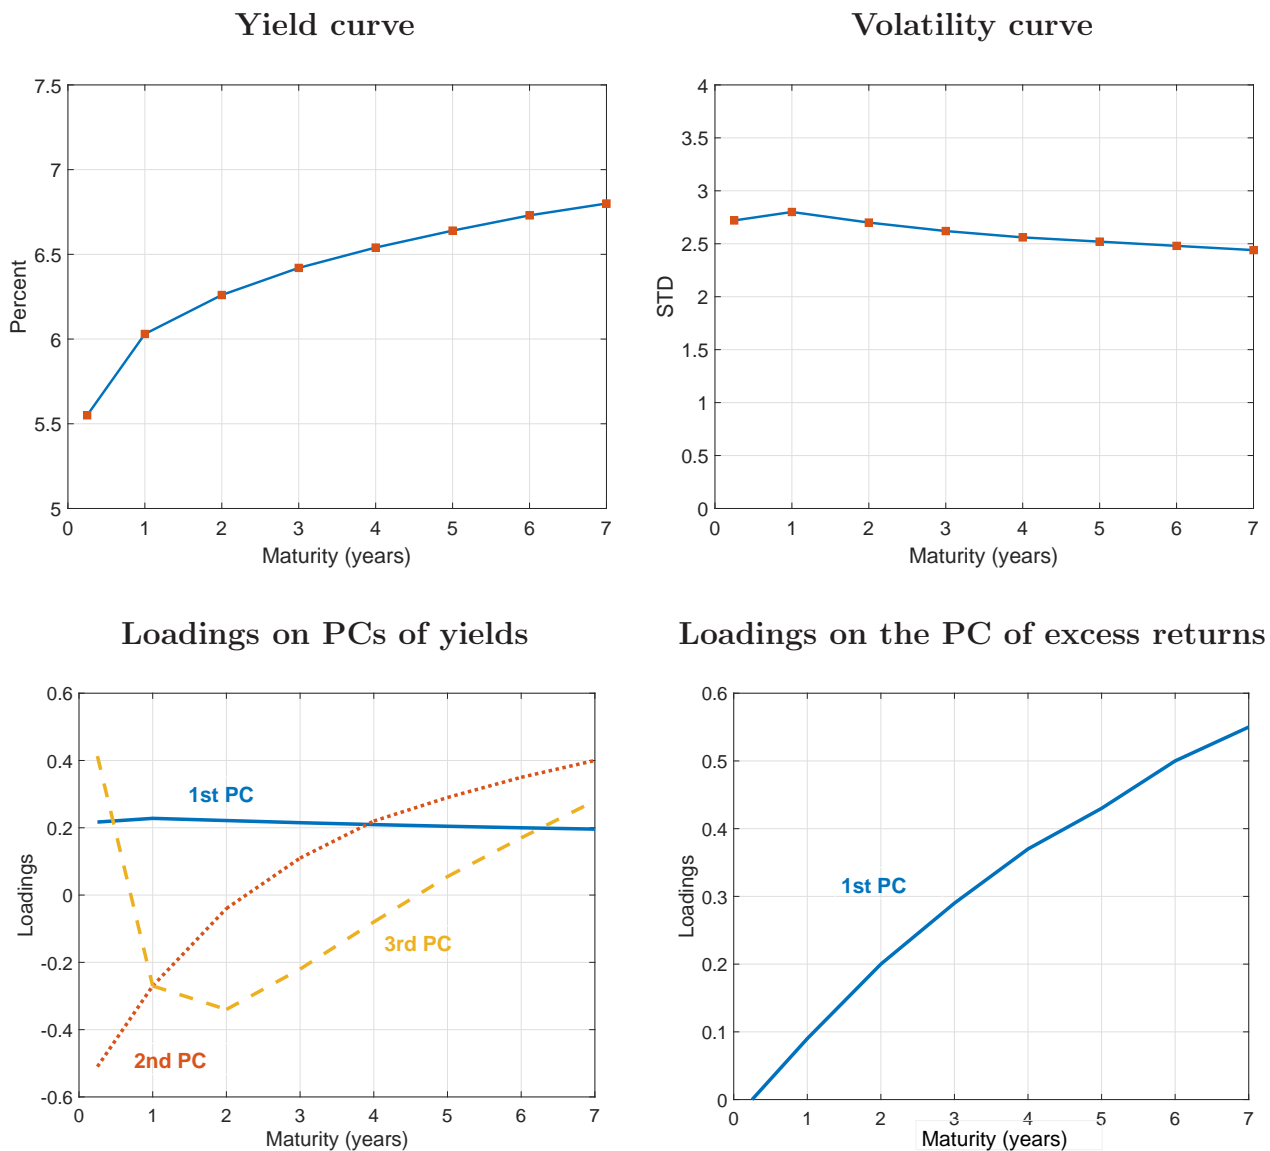 Yield curve
7.5
7
6.5
6
5.5
5
Percent
0 1 2 3 4 5 6 7
Maturity (years)
Volatility curve
4
3.5
3
2.5
2
1.5
1
0.5
0
STD
0 1 2 3 4 5 6 7
Maturity (years)
Loadings on PCs of yields
0.6
0.4
0.2
0
-0.2
-0.4
-0.6
Loadings
1st PC
3rd PC
2nd PC
0 1 2 3 4 5 6 7
Maturity (years)
Loadings on the PC of excess returns
0.6
0.5
0.4
0.3
0.2
0.1
0
Loadings
1st PC
0 1 2 3 4 5 6 7
Maturity (years)